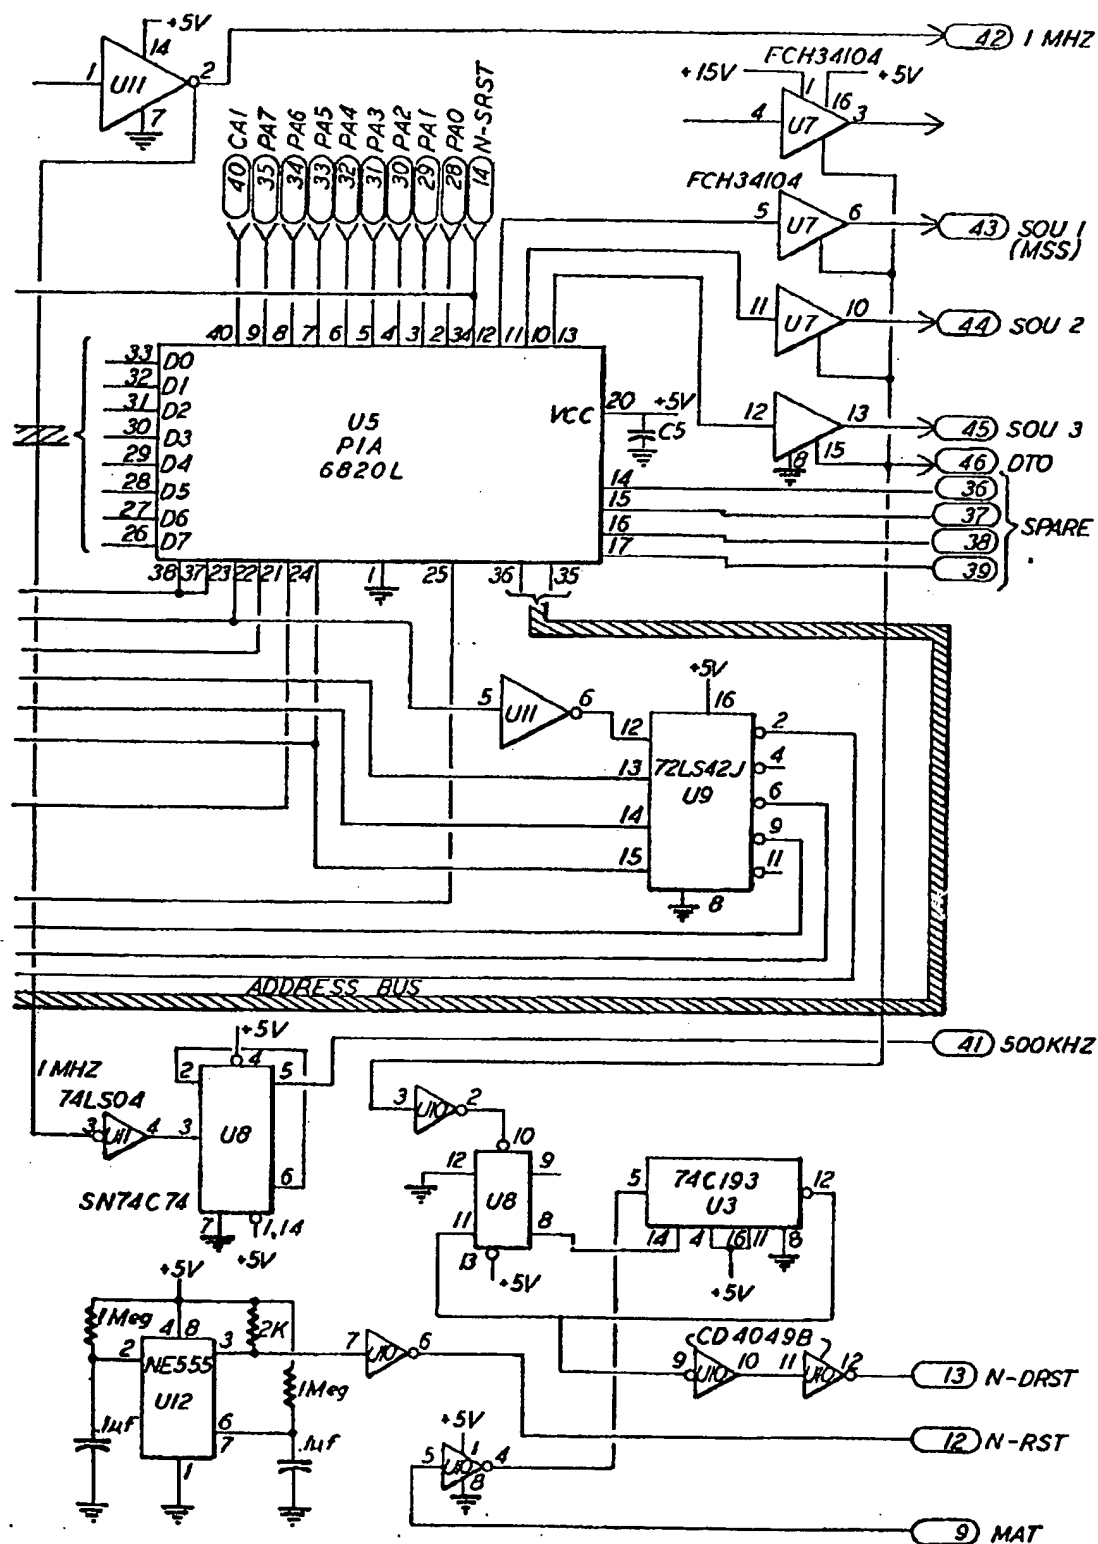 +5V
14
1 U11 2
7
42 1 MHZ
FCH34104
+15V 1 +5V
16
4 U7 3
40 CA1
35 PA7
34 PA6
33 PA5
32 PA4
31 PA3
30 PA2
29 PA1
28 PA0
14 N-SRST
FCH34104
5 U7 6
43 SOU 1
(MSS)
11 U7 10
44 SOU 2
12 13
8 15
45 SOU 3
46 DTO
40 9 8 7 6 5 4 3 2 34 12 11 10 13
33 D0
32 D1
31 D2
30 D3
29 D4
28 D5
27 D6
26 D7
U5
PIA
6820L
VCC 20 +5V
C5
14 36
15 37
16 38
17 39
SPARE
38 37 23 22 21 24 1 25 36 35
5 U11 6
+5V
16
12 2
13 72LS42J 4
U9 6
14 9
15 11
8
ADDRESS BUS
+5V
4
2 5
41 500KHZ
1 MHZ
74LS04
3 U11 4 3
U8
6
SN74C74
7 1,14
+5V
3 U10 2
10
12 9
U8
11 8
13
+5V
5 74C193 12
U3
14 4 16 11 8
+5V
+5V
1 Meg
4 8
2 3 2K
NE555
U12
1 Meg
6
7
.1uf .1uf
1
7 U10 6
CD4049B
9 U10 10 11 U10 12
13 N-DRST
12 N-RST
+5V
5 1 4
U10
8
9 MAT